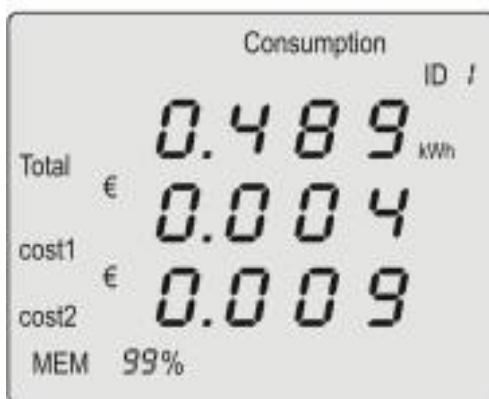 Consumption
ID 1
Total 0.489 kWh
€
cost1 0.004
€
cost2 0.009
MEM 99%